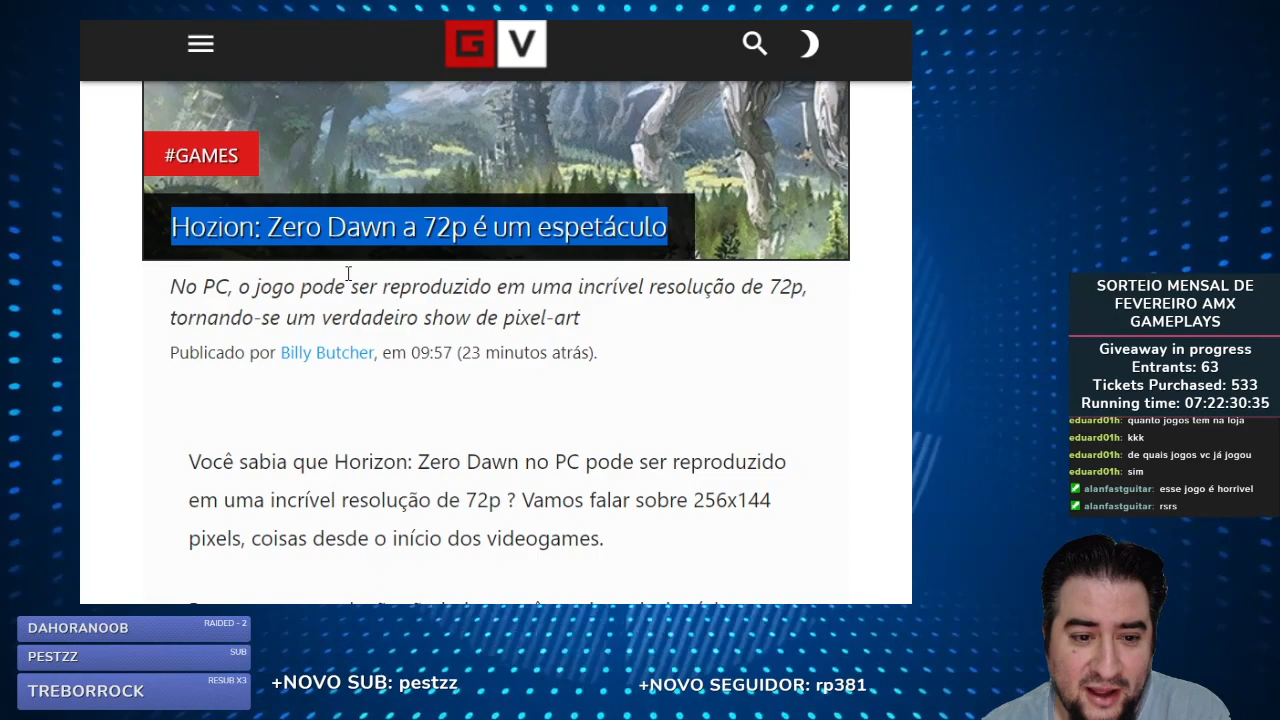 G V
#GAMES
Hozion: Zero Dawn a 72p é um espetáculo
No PC, o jogo pode ser reproduzido em uma incrível resolução de 72p,
tornando-se um verdadeiro show de pixel-art
Publicado por Billy Butcher, em 09:57 (23 minutos atrás).
Você sabia que Horizon: Zero Dawn no PC pode ser reproduzido
em uma incrível resolução de 72p ? Vamos falar sobre 256x144
pixels, coisas desde o início dos videogames.
SORTEIO MENSAL DE
FEVEREIRO AMX
GAMEPLAYS
Giveaway in progress
Entrants: 63
Tickets Purchased: 533
Running time: 07:22:30:35
eduard01h: quanto jogos tem na loja
eduard01h: kkk
eduard01h: de quais jogos vc já jogou
eduard01h: sim
alanfastguitar: esse jogo é horrivel
alanfastguitar: rsrs
DAHORANOOB RAIDED - 2
PESTZZ SUB
TREBORROCK RESUB X3
+NOVO SUB: pestzz
+NOVO SEGUIDOR: rp381